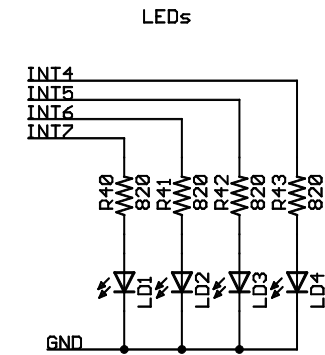 LEDs
INT4
INT5
INT6
INT7
R40 820 R41 820 R42 820 R43 820
LD1 LD2 LD3 LD4
GND